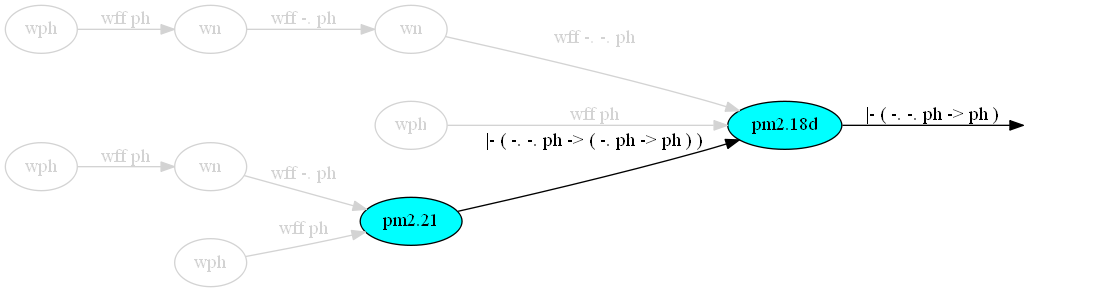 wph
wff ph
wn
wff -. ph
wn
wff -. -. ph
wph
wff ph
pm2.18d
|- ( -. -. ph -> ph )
|- ( -. -. ph -> ( -. ph -> ph ) )
wph
wff ph
wn
wff -. ph
pm2.21
wff ph
wph